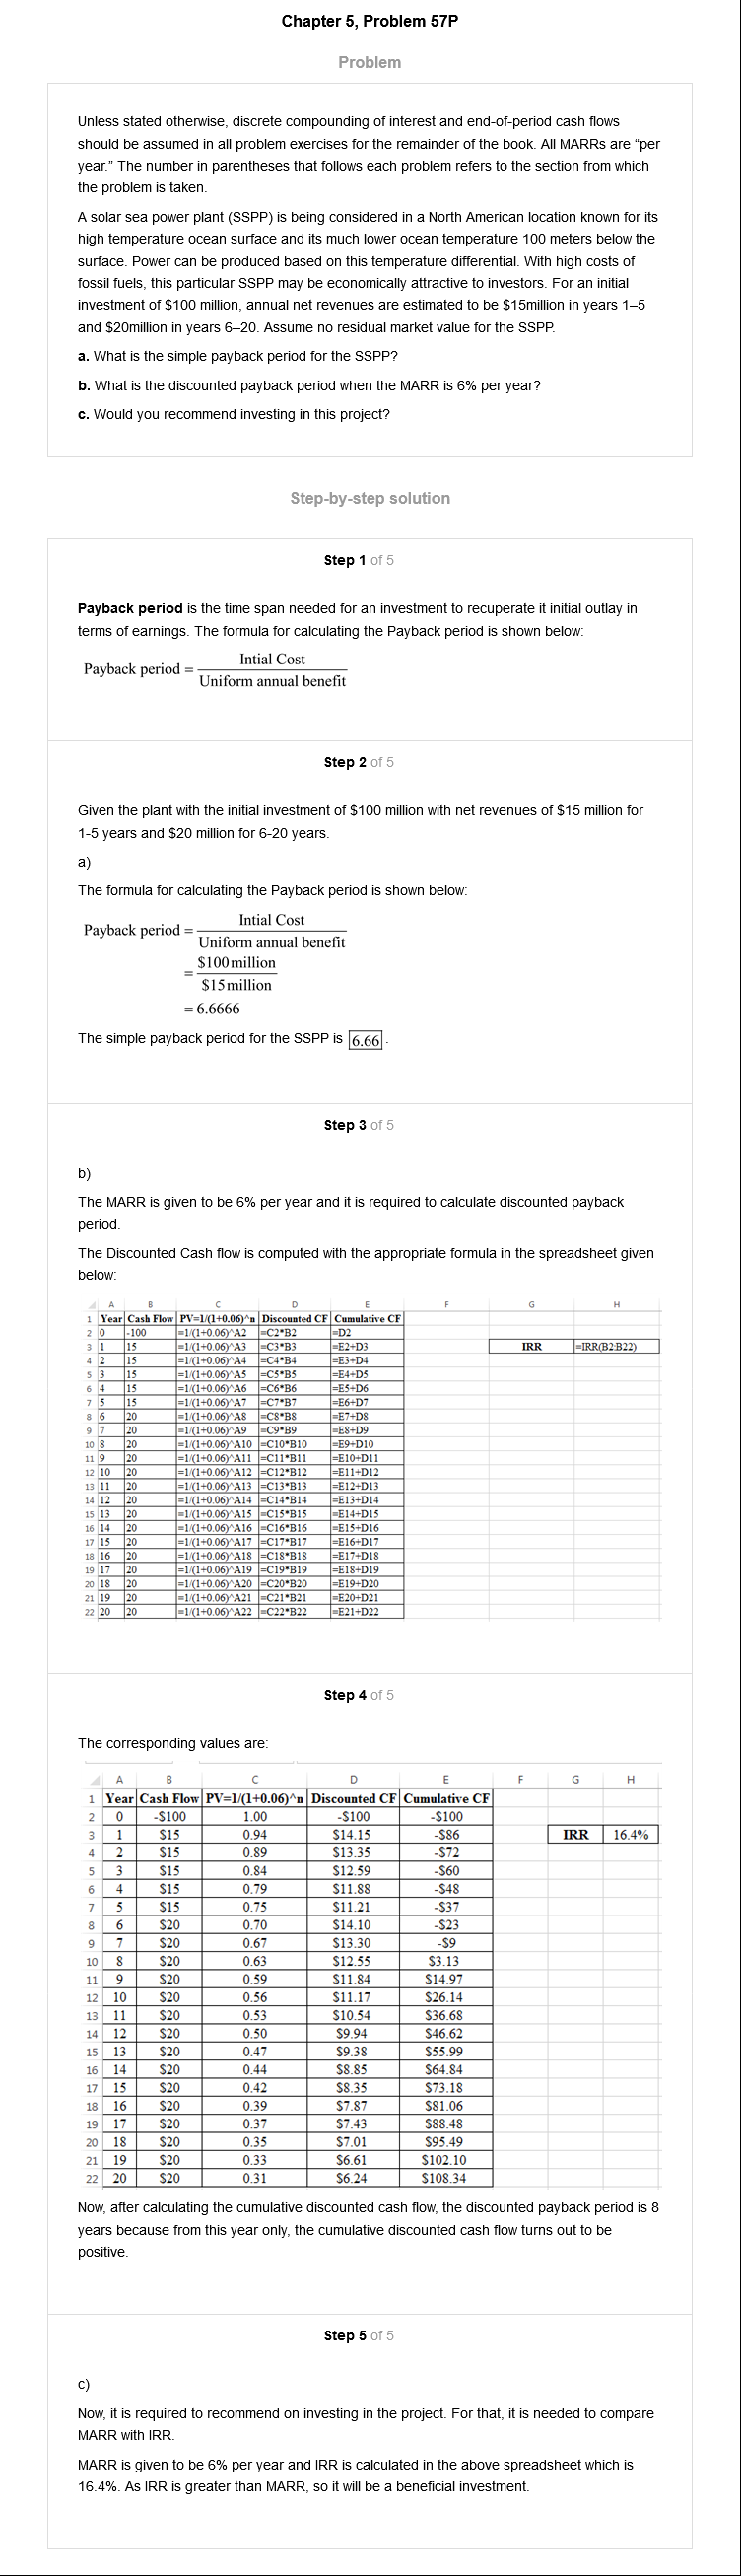 Chapter 5, Problem 57P
Problem
Unless stated otherwise, discrete compounding of interest and end-of-period cash flows
should be assumed in all problem exercises for the remainder of the book. All MARRs are “per
year.” The number in parentheses that follows each problem refers to the section from which
the problem is taken.
A solar sea power plant (SSPP) is being considered in a North American location known for its
high temperature ocean surface and its much lower ocean temperature 100 meters below the
surface. Power can be produced based on this temperature differential. With high costs of
fossil fuels, this particular SSPP may be economically attractive to investors. For an initial
investment of $100 million, annual net revenues are estimated to be $15million in years 1–5
and $20million in years 6–20. Assume no residual market value for the SSPP.
a. What is the simple payback period for the SSPP?
b. What is the discounted payback period when the MARR is 6% per year?
c. Would you recommend investing in this project?
Step-by-step solution
Step 1 of 5
Payback period is the time span needed for an investment to recuperate it initial outlay in
terms of earnings. The formula for calculating the Payback period is shown below:
Payback period = Intial Cost
Uniform annual benefit
Step 2 of 5
Given the plant with the initial investment of $100 million with net revenues of $15 million for
1-5 years and $20 million for 6-20 years.
a)
The formula for calculating the Payback period is shown below:
Payback period = Intial Cost
Uniform annual benefit
= $100 million
$15 million
= 6.6666
The simple payback period for the SSPP is 6.66 .
Step 3 of 5
b)
The MARR is given to be 6% per year and it is required to calculate discounted payback
period.
The Discounted Cash flow is computed with the appropriate formula in the spreadsheet given
below:
A B C D E F G H
1 Year Cash Flow PV=1/(1+0.06)^n Discounted CF Cumulative CF
2 0 -100 =1/(1+0.06)^A2 =C2*B2 =D2
3 1 15 =1/(1+0.06)^A3 =C3*B3 =E2+D3 IRR =IRR(B2:B22)
4 2 15 =1/(1+0.06)^A4 =C4*B4 =E3+D4
5 3 15 =1/(1+0.06)^A5 =C5*B5 =E4+D5
6 4 15 =1/(1+0.06)^A6 =C6*B6 =E5+D6
7 5 15 =1/(1+0.06)^A7 =C7*B7 =E6+D7
8 6 20 =1/(1+0.06)^A8 =C8*B8 =E7+D8
9 7 20 =1/(1+0.06)^A9 =C9*B9 =E8+D9
10 8 20 =1/(1+0.06)^A10 =C10*B10 =E9+D10
11 9 20 =1/(1+0.06)^A11 =C11*B11 =E10+D11
12 10 20 =1/(1+0.06)^A12 =C12*B12 =E11+D12
13 11 20 =1/(1+0.06)^A13 =C13*B13 =E12+D13
14 12 20 =1/(1+0.06)^A14 =C14*B14 =E13+D14
15 13 20 =1/(1+0.06)^A15 =C15*B15 =E14+D15
16 14 20 =1/(1+0.06)^A16 =C16*B16 =E15+D16
17 15 20 =1/(1+0.06)^A17 =C17*B17 =E16+D17
18 16 20 =1/(1+0.06)^A18 =C18*B18 =E17+D18
19 17 20 =1/(1+0.06)^A19 =C19*B19 =E18+D19
20 18 20 =1/(1+0.06)^A20 =C20*B20 =E19+D20
21 19 20 =1/(1+0.06)^A21 =C21*B21 =E20+D21
22 20 20 =1/(1+0.06)^A22 =C22*B22 =E21+D22
Step 4 of 5
The corresponding values are:
A B C D E F G H
1 Year Cash Flow PV=1/(1+0.06)^n Discounted CF Cumulative CF
2 0 -$100 1.00 -$100 -$100
3 1 $15 0.94 $14.15 -$86 IRR 16.4%
4 2 $15 0.89 $13.35 -$72
5 3 $15 0.84 $12.59 -$60
6 4 $15 0.79 $11.88 -$48
7 5 $15 0.75 $11.21 -$37
8 6 $20 0.70 $14.10 -$23
9 7 $20 0.67 $13.30 -$9
10 8 $20 0.63 $12.55 $3.13
11 9 $20 0.59 $11.84 $14.97
12 10 $20 0.56 $11.17 $26.14
13 11 $20 0.53 $10.54 $36.68
14 12 $20 0.50 $9.94 $46.62
15 13 $20 0.47 $9.38 $55.99
16 14 $20 0.44 $8.85 $64.84
17 15 $20 0.42 $8.35 $73.18
18 16 $20 0.39 $7.87 $81.06
19 17 $20 0.37 $7.43 $88.48
20 18 $20 0.35 $7.01 $95.49
21 19 $20 0.33 $6.61 $102.10
22 20 $20 0.31 $6.24 $108.34
Now, after calculating the cumulative discounted cash flow, the discounted payback period is 8
years because from this year only, the cumulative discounted cash flow turns out to be
positive.
Step 5 of 5
c)
Now, it is required to recommend on investing in the project. For that, it is needed to compare
MARR with IRR.
MARR is given to be 6% per year and IRR is calculated in the above spreadsheet which is
16.4%. As IRR is greater than MARR, so it will be a beneficial investment.